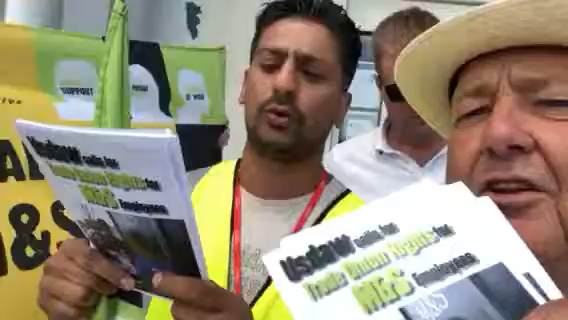 SUPPORT
&S
Usdaw calls for
Trade Union Rights for
M&S Employees
Usdaw calls for
Trade Union Rights for
M&S Employees
M&S